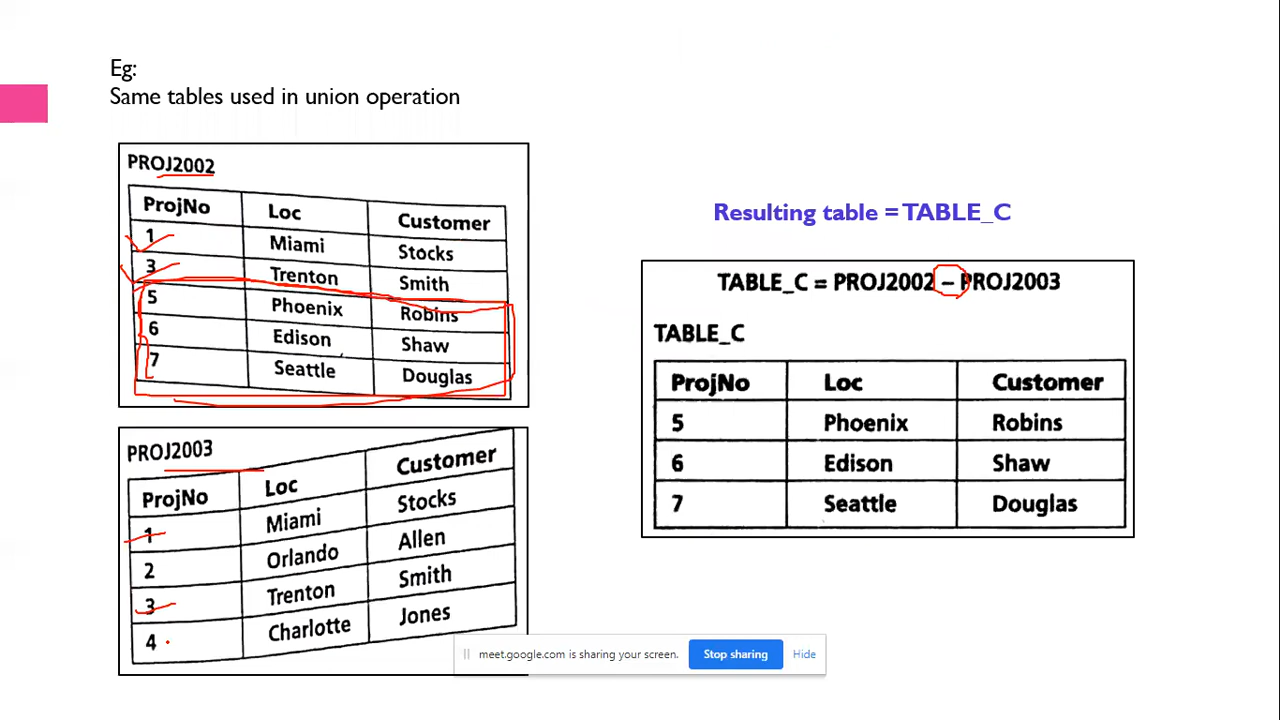 Eg:
Same tables used in union operation
PROJ2002
ProjNo Loc Customer
1 Miami Stocks
3 Trenton Smith
5 Phoenix Robins
6 Edison Shaw
7 Seattle Douglas
PROJ2003
ProjNo Loc Customer
1 Miami Stocks
2 Orlando Allen
3 Trenton Smith
4 Charlotte Jones
Resulting table = TABLE_C
TABLE_C = PROJ2002 – PROJ2003
TABLE_C
ProjNo Loc Customer
5 Phoenix Robins
6 Edison Shaw
7 Seattle Douglas
meet.google.com is sharing your screen. Stop sharing Hide